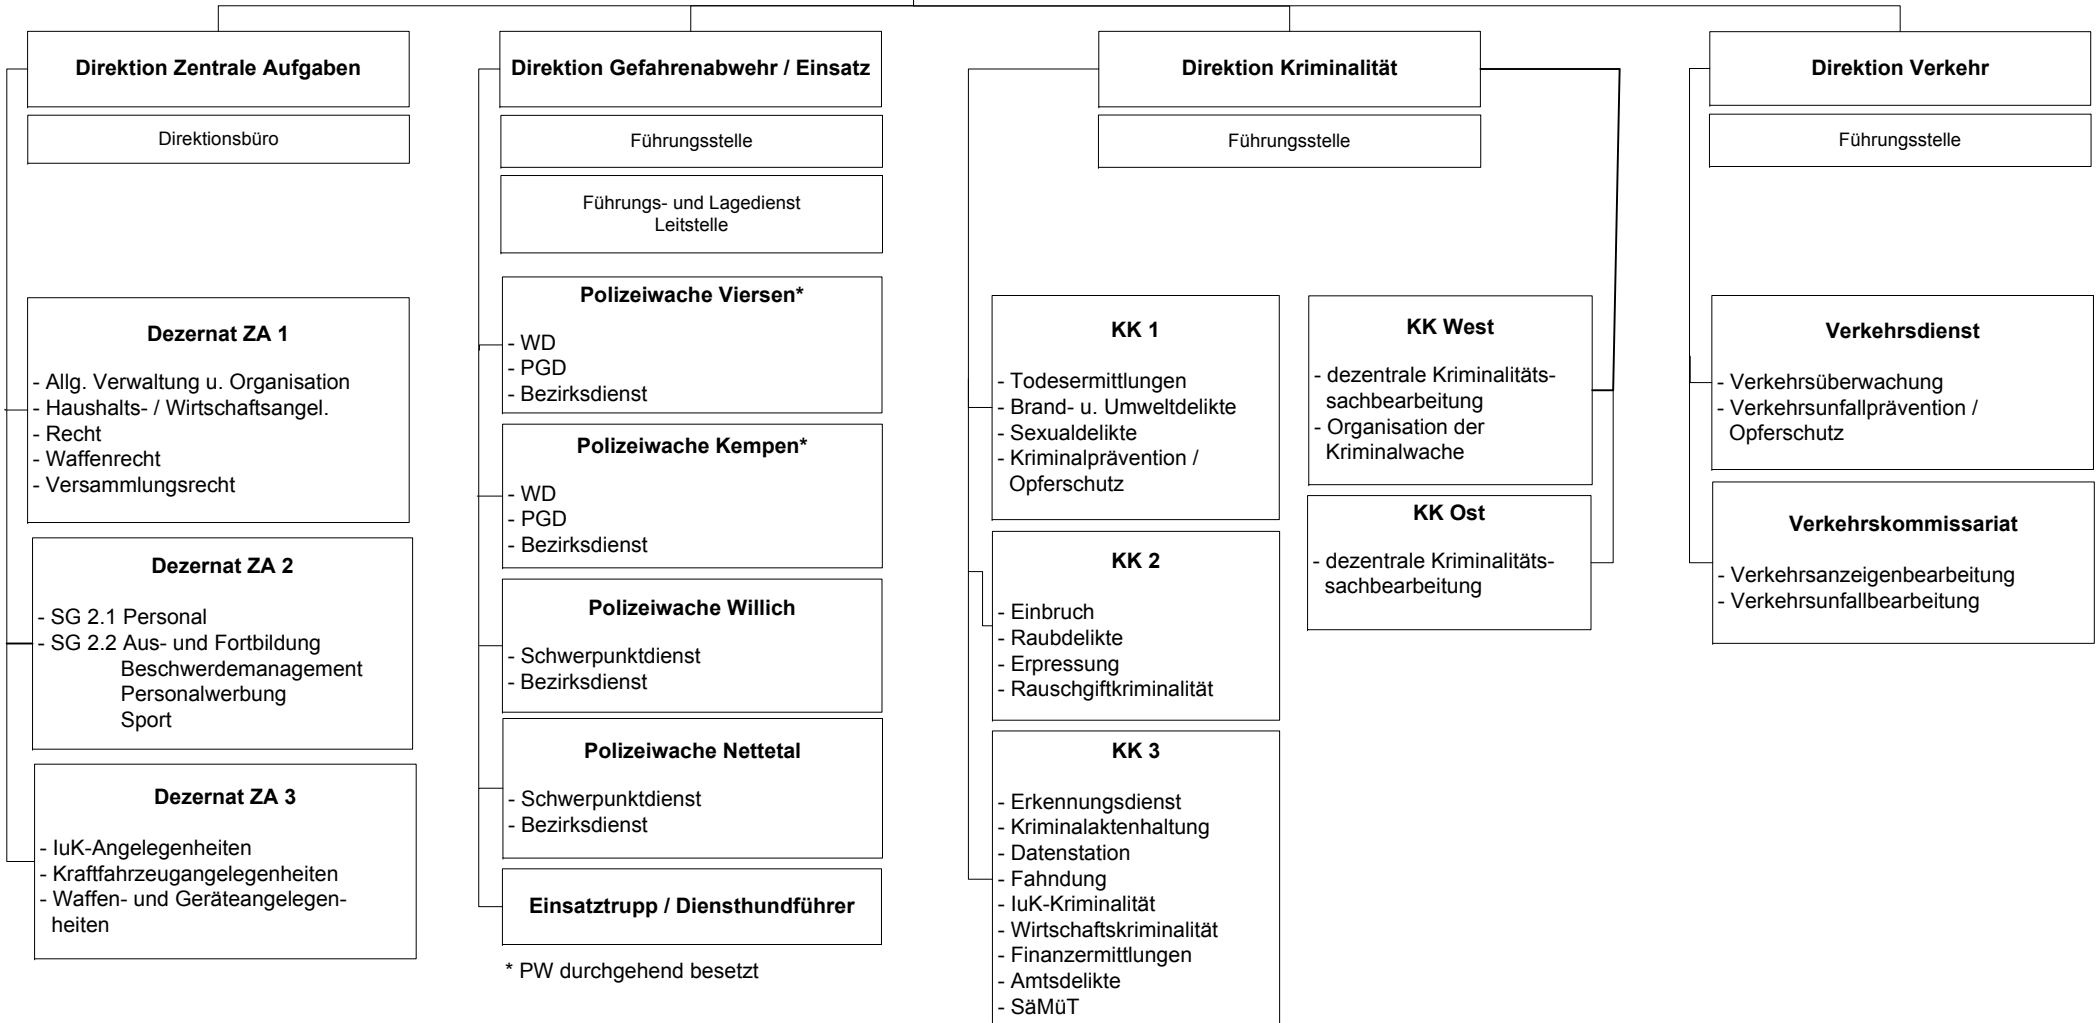 Direktion Zentrale Aufgaben
Direktionsbüro
Dezernat ZA 1
- Allg. Verwaltung u. Organisation
- Haushalts- / Wirtschaftsangel.
- Recht
- Waffenrecht
- Versammlungsrecht
Dezernat ZA 2
- SG 2.1 Personal
- SG 2.2 Aus- und Fortbildung
Beschwerdemanagement
Personalwerbung
Sport
Dezernat ZA 3
- IuK-Angelegenheiten
- Kraftfahrzeugangelegenheiten
- Waffen- und Geräteangelegen-
heiten
Direktion Gefahrenabwehr / Einsatz
Führungsstelle
Führungs- und Lagedienst
Leitstelle
Polizeiwache Viersen*
- WD
- PGD
- Bezirksdienst
Polizeiwache Kempen*
- WD
- PGD
- Bezirksdienst
Polizeiwache Willich
- Schwerpunktdienst
- Bezirksdienst
Polizeiwache Nettetal
- Schwerpunktdienst
- Bezirksdienst
Einsatztrupp / Diensthundführer
* PW durchgehend besetzt
Direktion Kriminalität
Führungsstelle
KK 1
- Todesermittlungen
- Brand- u. Umweltdelikte
- Sexualdelikte
- Kriminalprävention /
Opferschutz
KK 2
- Einbruch
- Raubdelikte
- Erpressung
- Rauschgiftkriminalität
KK 3
- Erkennungsdienst
- Kriminalaktenhaltung
- Datenstation
- Fahndung
- IuK-Kriminalität
- Wirtschaftskriminalität
- Finanzermittlungen
- Amtsdelikte
- SäMüT
KK West
- dezentrale Kriminalitäts-
sachbearbeitung
- Organisation der
Kriminalwache
KK Ost
- dezentrale Kriminalitäts-
sachbearbeitung
Direktion Verkehr
Führungsstelle
Verkehrsdienst
- Verkehrsüberwachung
- Verkehrsunfallprävention /
Opferschutz
Verkehrskommissariat
- Verkehrsanzeigenbearbeitung
- Verkehrsunfallbearbeitung